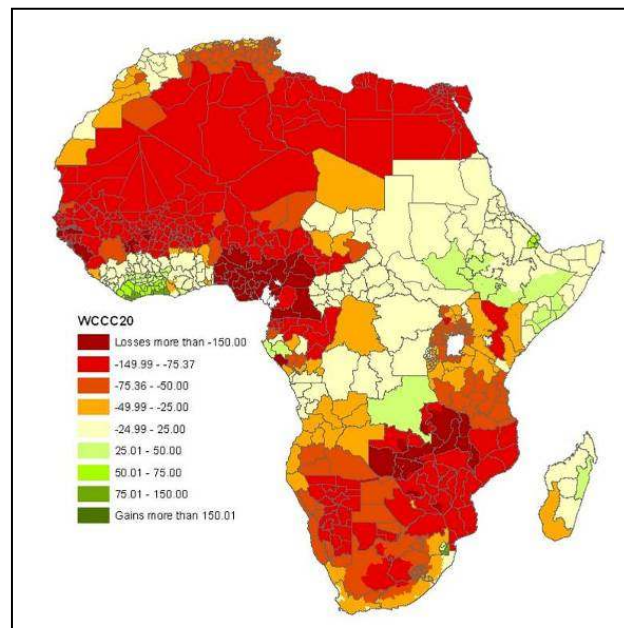 WCCC20
Losses more than -150.00
-149.99 - -75.37
-75.36 - -50.00
-49.99 - -25.00
-24.99 - 25.00
25.01 - 50.00
50.01 - 75.00
75.01 - 150.00
Gains more than 150.01